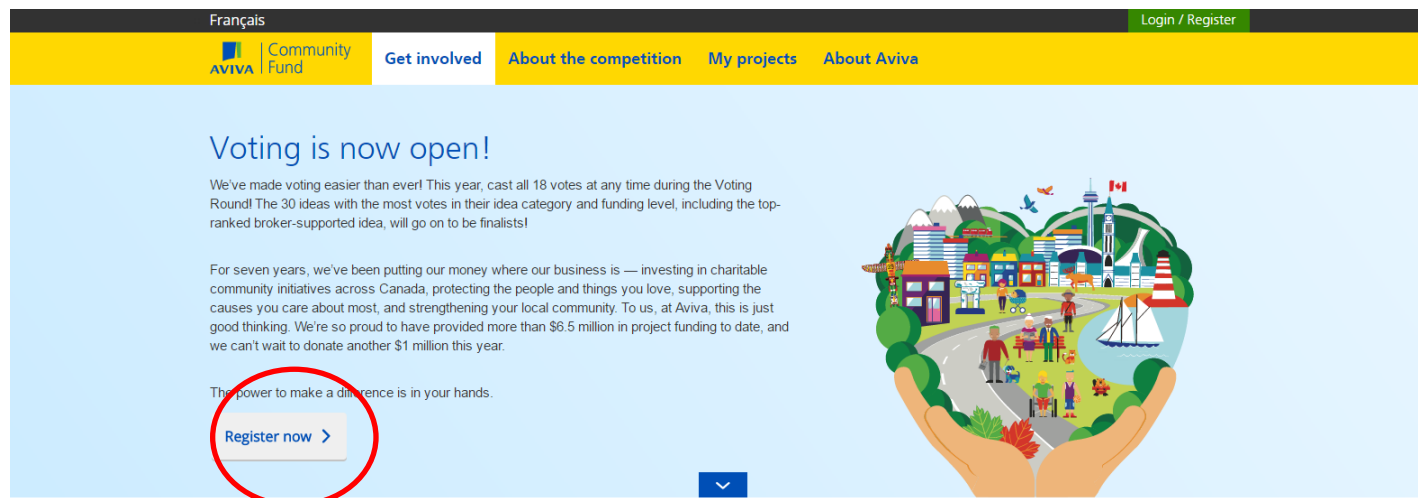 Français
Login / Register
AVIVA
Community
Fund
Get involved
About the competition
My projects
About Aviva
Voting is now open!
We've made voting easier than ever! This year, cast all 18 votes at any time during the Voting
Round! The 30 ideas with the most votes in their idea category and funding level, including the top-
ranked broker-supported idea, will go on to be finalists!
For seven years, we've been putting our money where our business is — investing in charitable
community initiatives across Canada, protecting the people and things you love, supporting the
causes you care about most, and strengthening your local community. To us, at Aviva, this is just
good thinking. We're so proud to have provided more than $6.5 million in project funding to date, and
we can't wait to donate another $1 million this year.
The power to make a difference is in your hands.
Register now